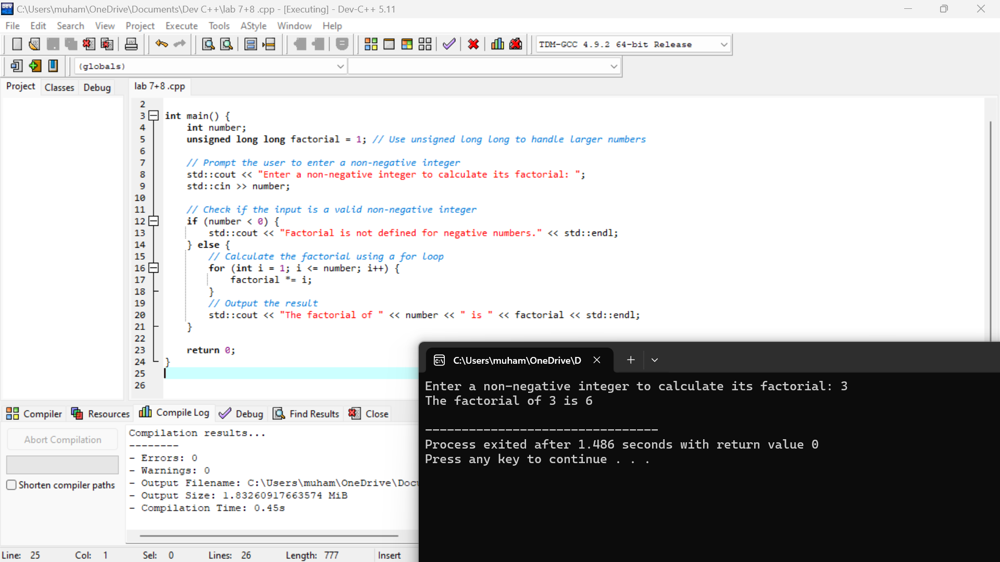 C:\Users\muham\OneDrive\Documents\Dev C++\lab 7+8 .cpp - [Executing] - Dev-C++ 5.11
File Edit Search View Project Execute Tools AStyle Window Help
TDM-GCC 4.9.2 64-bit Release
(globals)
Project Classes Debug lab 7+8 .cpp
2
3 int main() {
4 int number;
5 unsigned long long factorial = 1; // Use unsigned long long to handle larger numbers
6
7 // Prompt the user to enter a non-negative integer
8 std::cout << "Enter a non-negative integer to calculate its factorial: ";
9 std::cin >> number;
10
11 // Check if the input is a valid non-negative integer
12 if (number < 0) {
13 std::cout << "Factorial is not defined for negative numbers." << std::endl;
14 } else {
15 // Calculate the factorial using a for loop
16 for (int i = 1; i <= number; i++) {
17 factorial *= i;
18 }
19 // Output the result
20 std::cout << "The factorial of " << number << " is " << factorial << std::endl;
21 }
22
23 return 0;
24 }
25
26
Compiler Resources Compile Log Debug Find Results Close
Abort Compilation
Shorten compiler paths
Compilation results...
--------
- Errors: 0
- Warnings: 0
- Output Filename: C:\Users\muham\OneDrive\Doc
- Output Size: 1.83260917663574 MiB
- Compilation Time: 0.45s
Line: 25 Col: 1 Sel: 0 Lines: 26 Length: 777 Insert
C:\Users\muham\OneDrive\D
Enter a non-negative integer to calculate its factorial: 3
The factorial of 3 is 6
--------------------------------
Process exited after 1.486 seconds with return value 0
Press any key to continue . . .